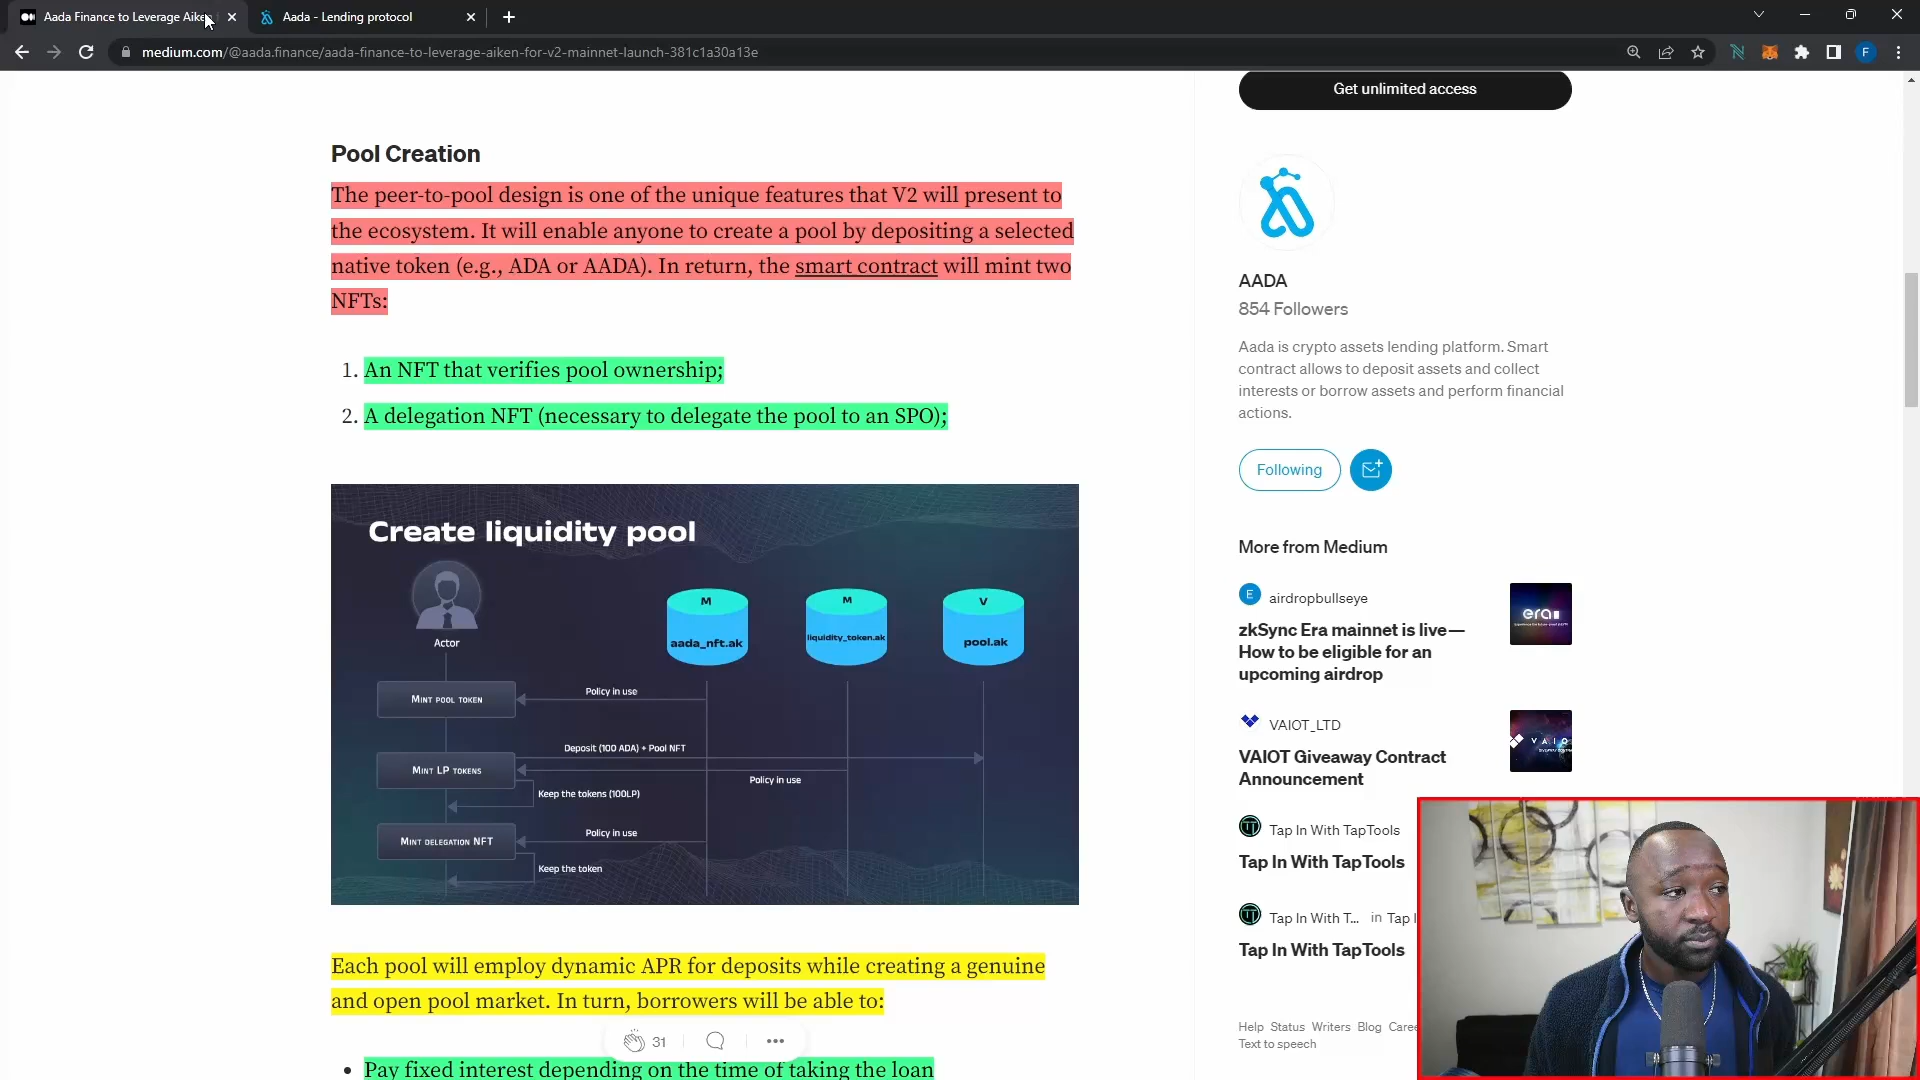 Aada Finance to Leverage Aiken
Aada - Lending protocol
medium.com/@aada.finance/aada-finance-to-leverage-aiken-for-v2-mainnet-launch-381c1a30a13e
F
Get unlimited access
Pool Creation
The peer-to-pool design is one of the unique features that V2 will present to
the ecosystem. It will enable anyone to create a pool by depositing a selected
native token (e.g., ADA or AADA). In return, the smart contract will mint two
NFTs:
1. An NFT that verifies pool ownership;
2. A delegation NFT (necessary to delegate the pool to an SPO);
Create liquidity pool
Actor
M
aada_nft.ak
M
liquidity_token.ak
V
pool.ak
MINT POOL TOKEN
Policy in use
Deposit (100 ADA) + Pool NFT
MINT LP TOKENS
Policy in use
Keep the tokens (100LP)
MINT DELEGATION NFT
Policy in use
Keep the token
Each pool will employ dynamic APR for deposits while creating a genuine
and open pool market. In turn, borrowers will be able to:
31
• Pay fixed interest depending on the time of taking the loan
AADA
854 Followers
Aada is crypto assets lending platform. Smart
contract allows to deposit assets and collect
interests or borrow assets and perform financial
actions.
Following
More from Medium
E
airdropbullseye
zkSync Era mainnet is live—
How to be eligible for an
upcoming airdrop
era
VAIOT_LTD
VAIOT Giveaway Contract
Announcement
Tap In With TapTools
Tap In With TapTools
Tap In With T... in Tap I
Tap In With TapTools
Help Status Writers Blog Caree
Text to speech